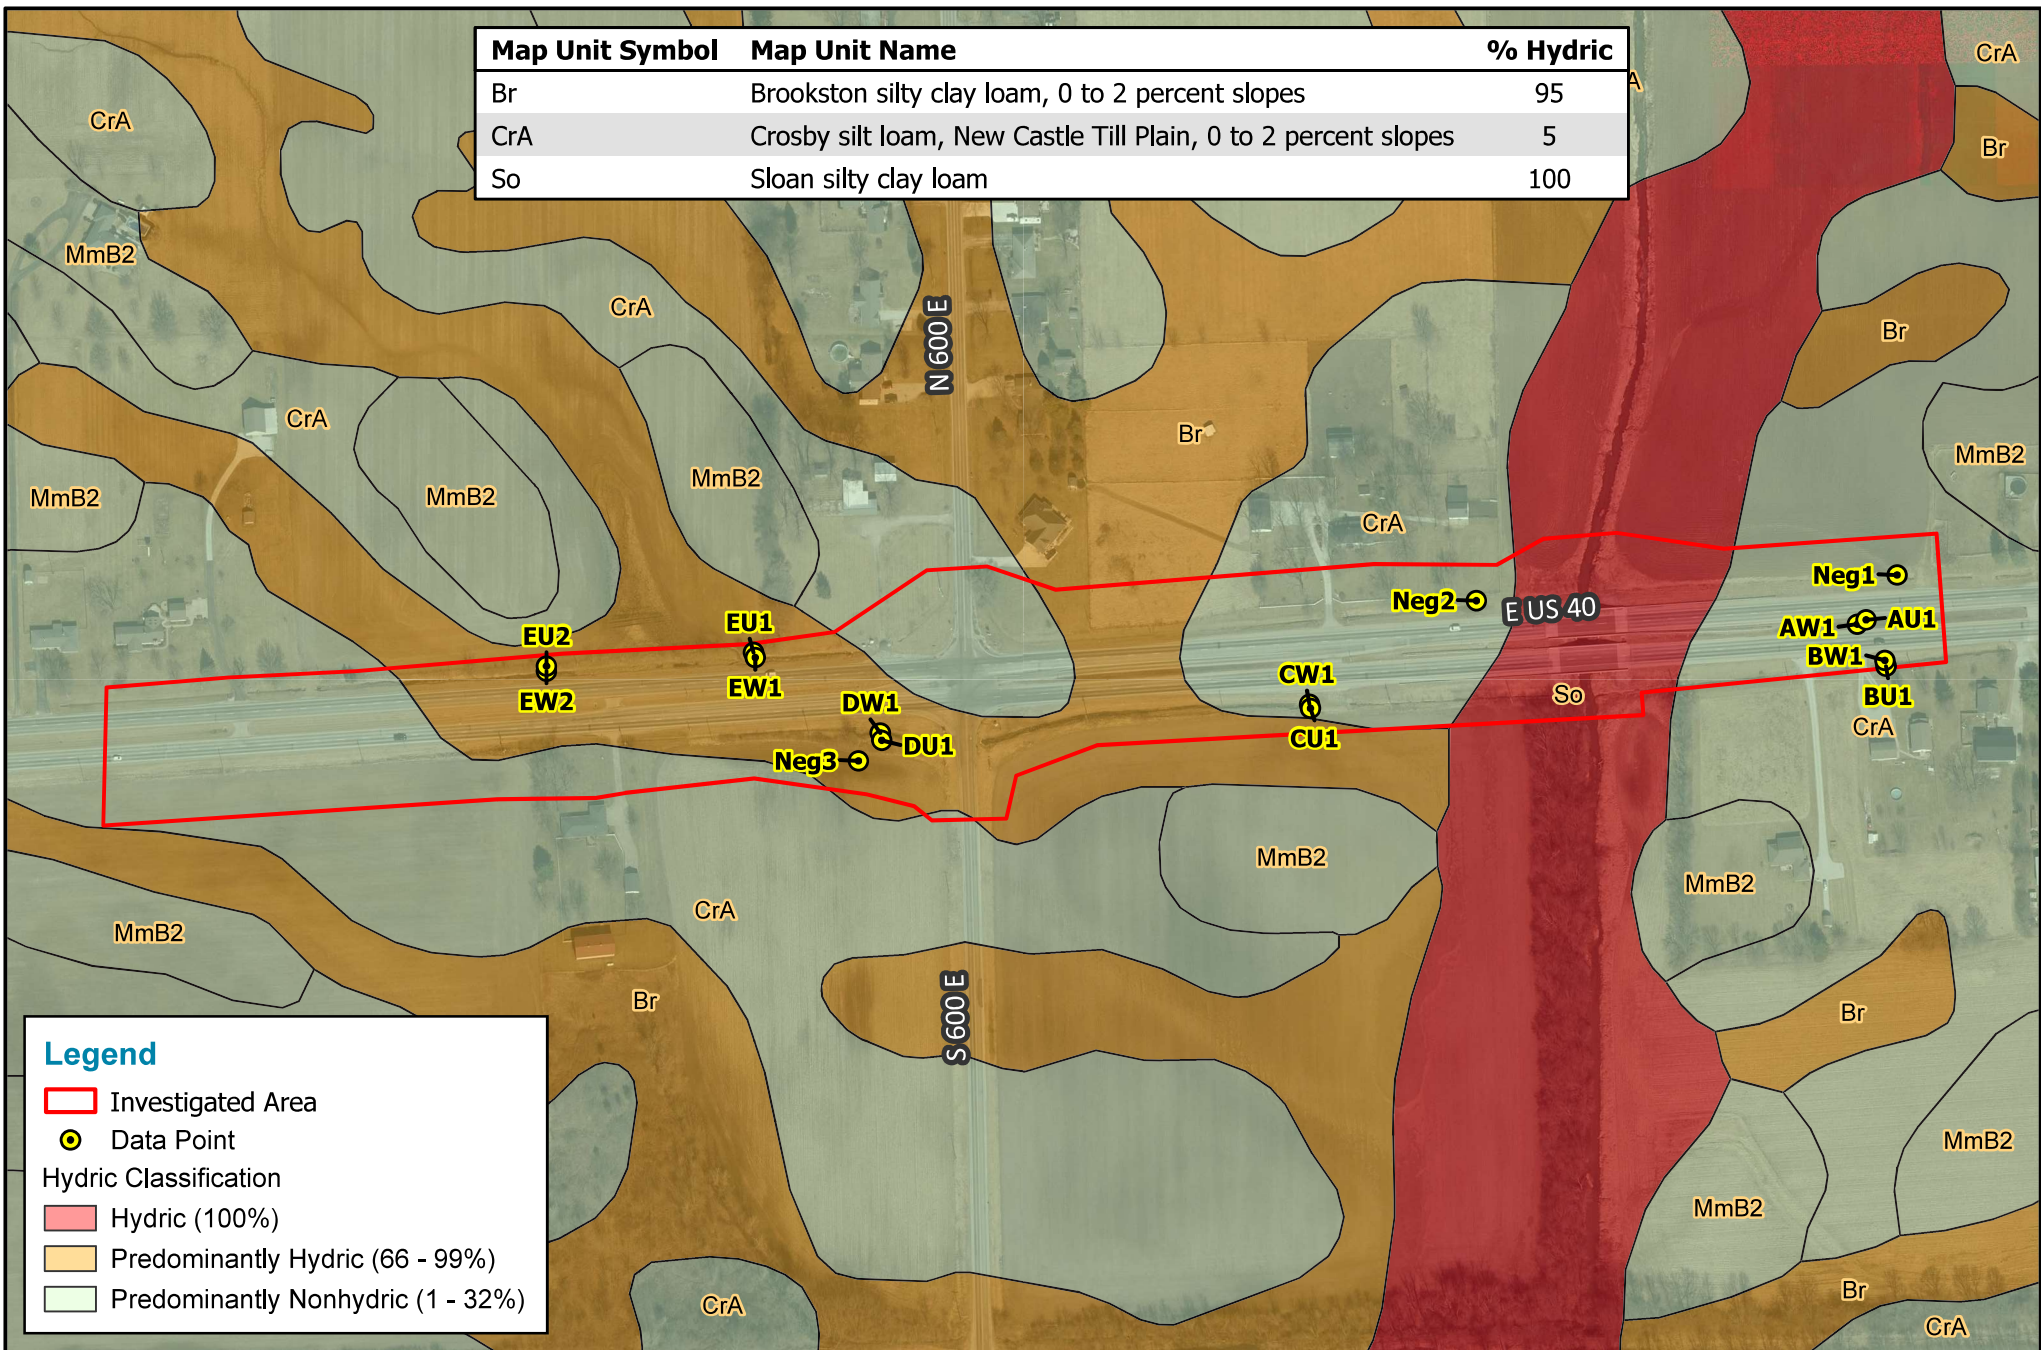 Map Unit Symbol Map Unit Name % Hydric
Br Brookston silty clay loam, 0 to 2 percent slopes 95
CrA Crosby silt loam, New Castle Till Plain, 0 to 2 percent slopes 5
So Sloan silty clay loam 100
CrA
A
CrA
Br
MmB2
CrA
N 600 E
Br
CrA
Br
MmB2
MmB2
MmB2
MmB2
CrA
Neg1
Neg2
E US 40
EU1
EU2
AW1
AU1
BW1
EW1
EW2
CW1
So
BU1
DW1
CrA
CU1
DU1
Neg3
MmB2
MmB2
CrA
MmB2
Br
S 600 E
Br
Legend
Investigated Area
Data Point
Hydric Classification
Hydric (100%)
Predominantly Hydric (66 - 99%)
Predominantly Nonhydric (1 - 32%)
MmB2
MmB2
Br
CrA
CrA